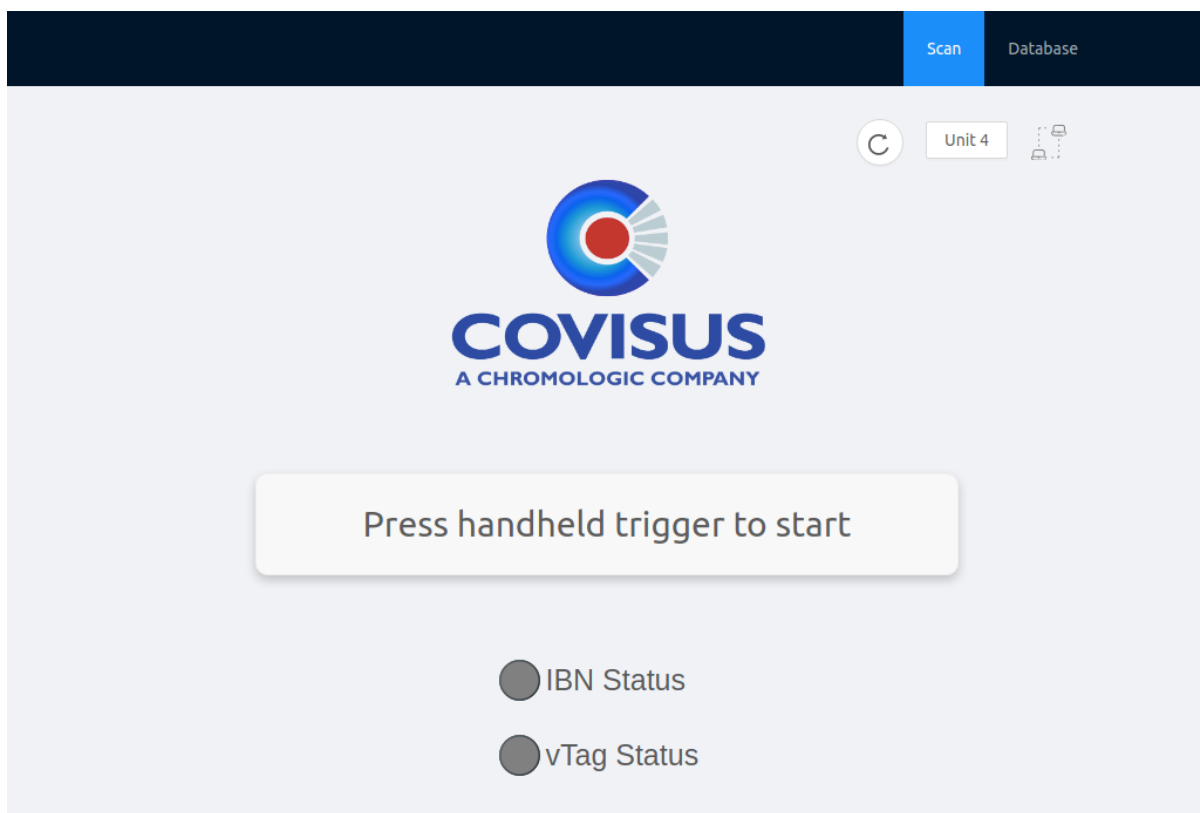 Scan Database
Unit 4
COVISUS
A CHROMOLOGIC COMPANY
Press handheld trigger to start
IBN Status
vTag Status